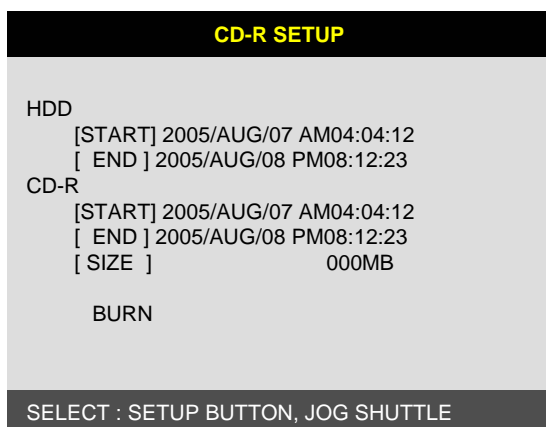 CD-R SETUP
HDD
[START] 2005/AUG/07 AM04:04:12
[ END ] 2005/AUG/08 PM08:12:23
CD-R
[START] 2005/AUG/07 AM04:04:12
[ END ] 2005/AUG/08 PM08:12:23
[ SIZE ] 000MB
BURN
SELECT : SETUP BUTTON, JOG SHUTTLE